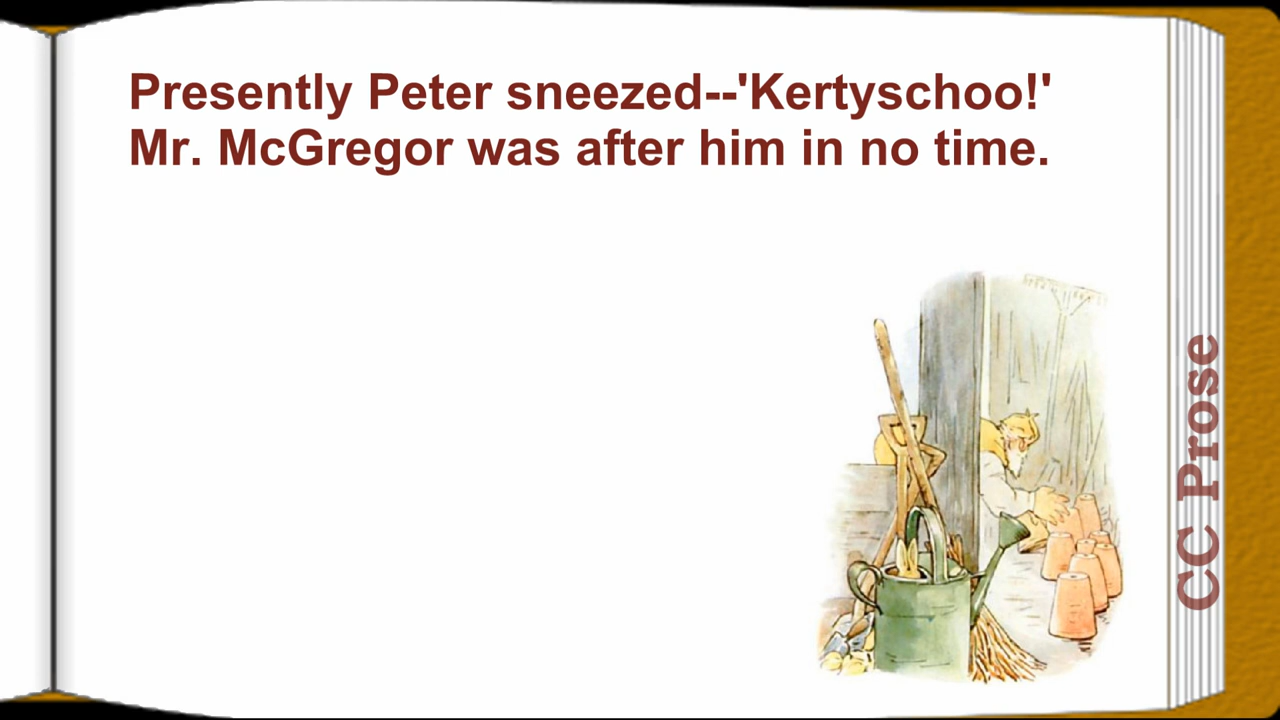 Presently Peter sneezed--'Kertyschoo!'
Mr. McGregor was after him in no time.
CC Prose